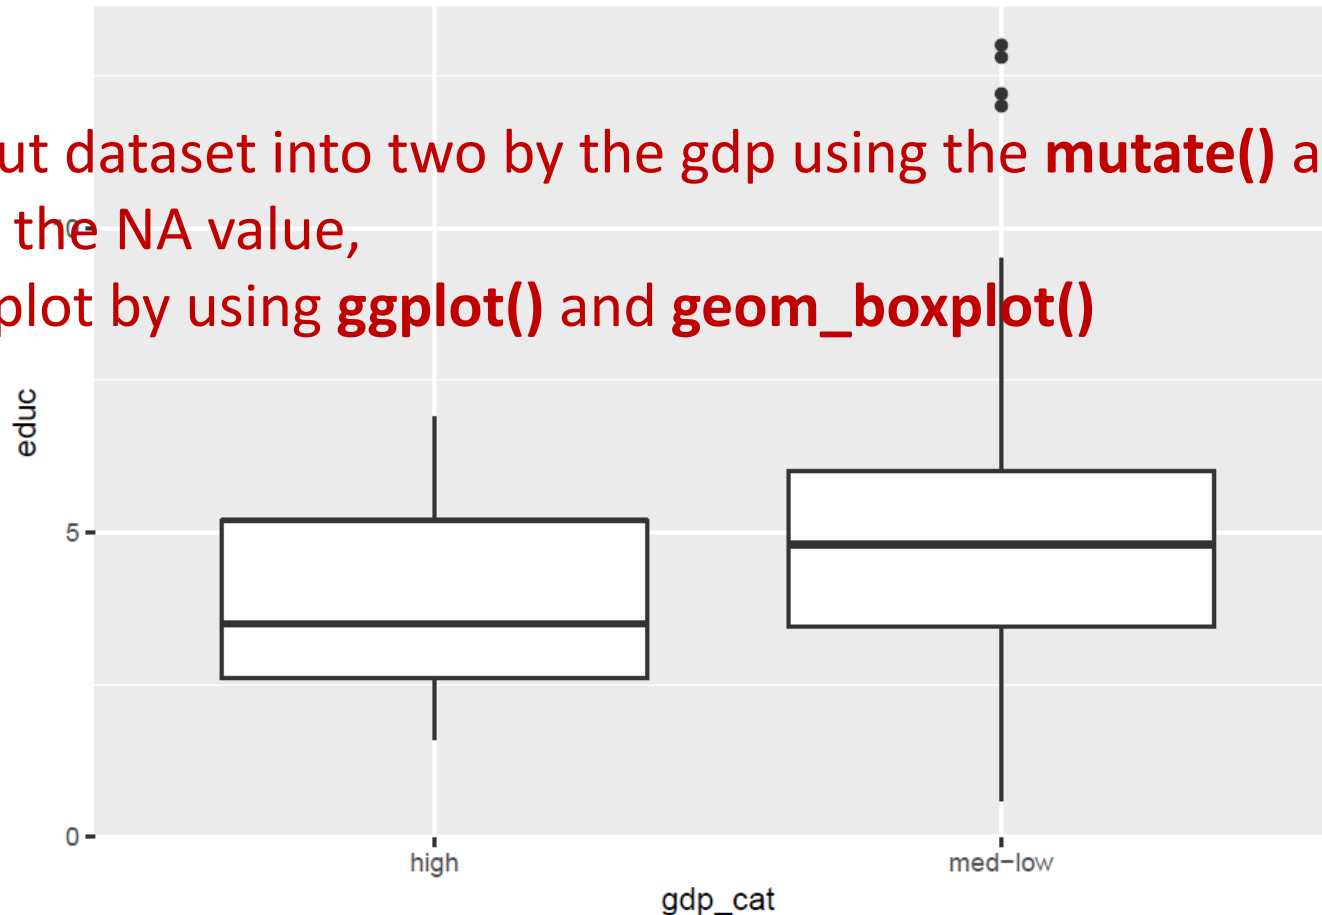 ut dataset into two by the gdp using the mutate() a
the NA value,
plot by using ggplot() and geom_boxplot()
educ
5
0
high med-low
gdp_cat